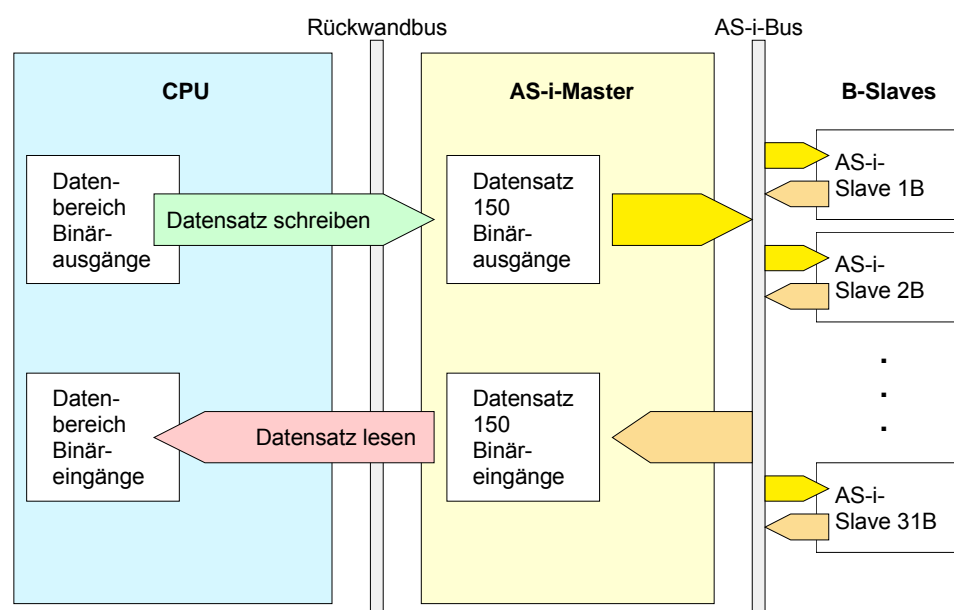 Rückwandbus
AS-i-Bus
CPU
AS-i-Master
B-Slaves
Daten-
bereich
Binär-
ausgänge
Datensatz schreiben
Datensatz
150
Binär-
ausgänge
AS-i-
Slave 1B
AS-i-
Slave 2B
.
.
.
Daten-
bereich
Binär-
eingänge
Datensatz lesen
Datensatz
150
Binär-
eingänge
AS-i-
Slave 31B